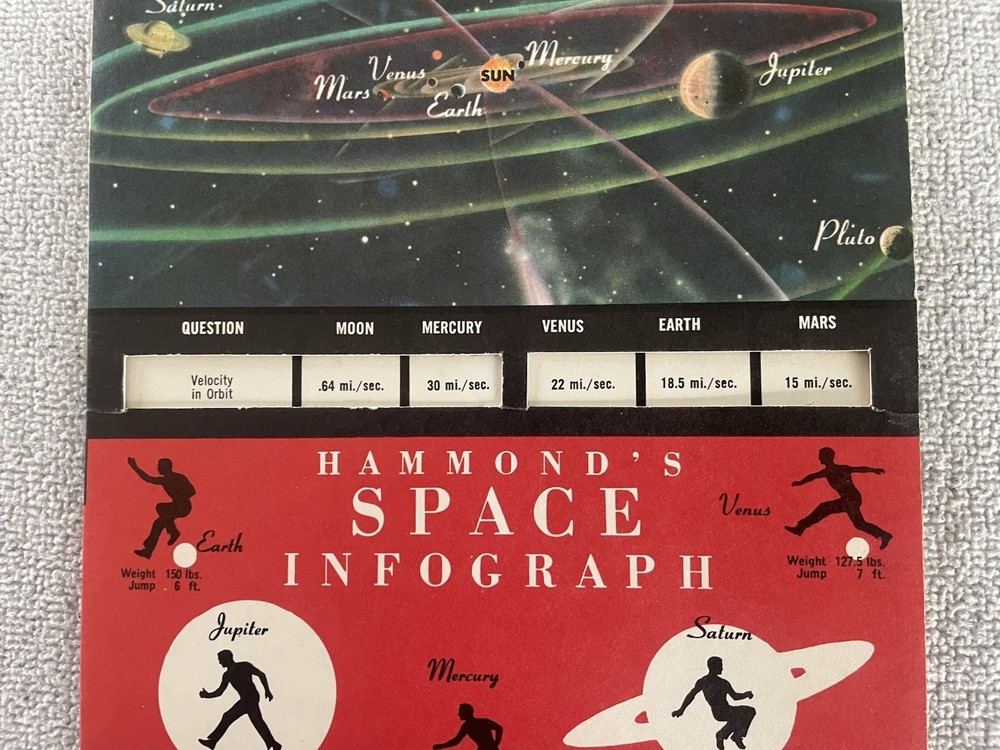 Saturn
Venus
Mercury
SUN
Mars
Earth
Jupiter
Pluto
QUESTION MOON MERCURY VENUS EARTH MARS
Velocity
in Orbit
.64 mi./sec. 30 mi./sec. 22 mi./sec. 18.5 mi./sec. 15 mi./sec.
HAMMOND'S
SPACE
INFOGRAPH
Earth
Weight 150 lbs.
Jump 6 ft.
Venus
Weight 127.5 lbs.
Jump 7 ft.
Jupiter
Mercury
Saturn